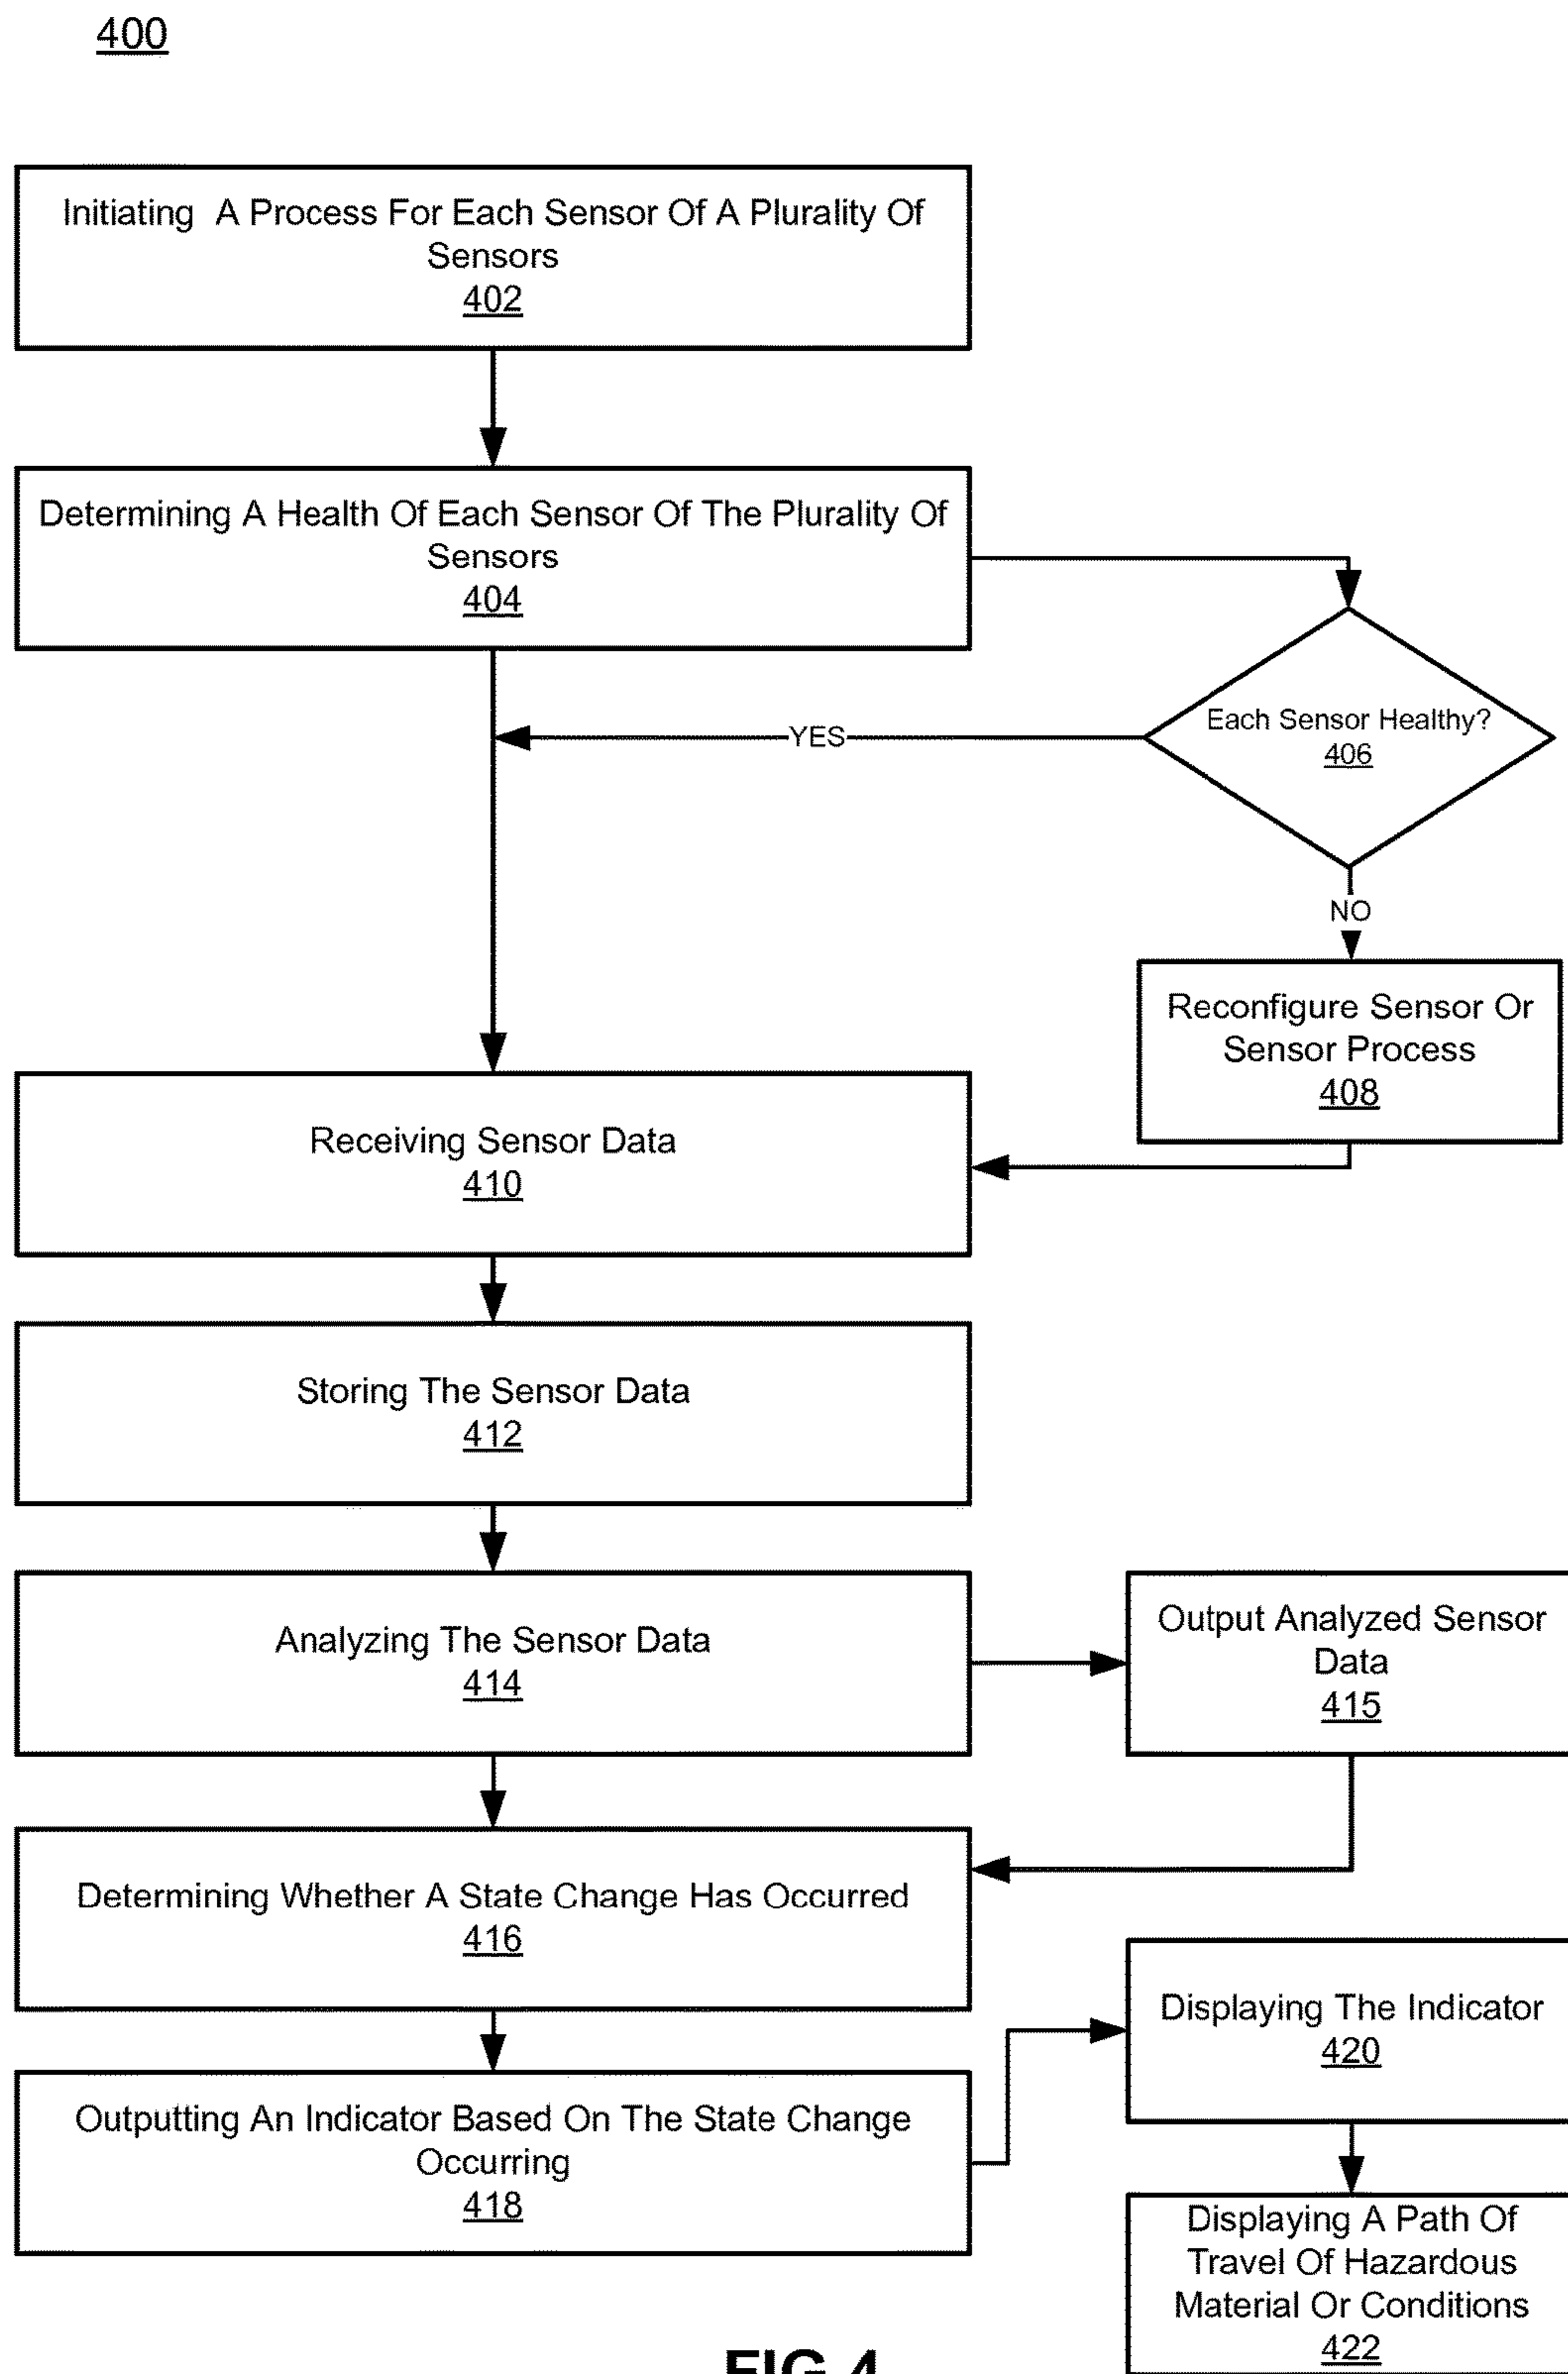 400
Initiating A Process For Each Sensor Of A Plurality Of
Sensors
402
Determining A Health Of Each Sensor Of The Plurality Of
Sensors
404
Each Sensor Healthy?
406
YES
NO
Reconfigure Sensor Or
Sensor Process
408
Receiving Sensor Data
410
Storing The Sensor Data
412
Analyzing The Sensor Data
414
Output Analyzed Sensor
Data
415
Determining Whether A State Change Has Occurred
416
Outputting An Indicator Based On The State Change
Occurring
418
Displaying The Indicator
420
Displaying A Path Of
Travel Of Hazardous
Material Or Conditions
422
FIG 4